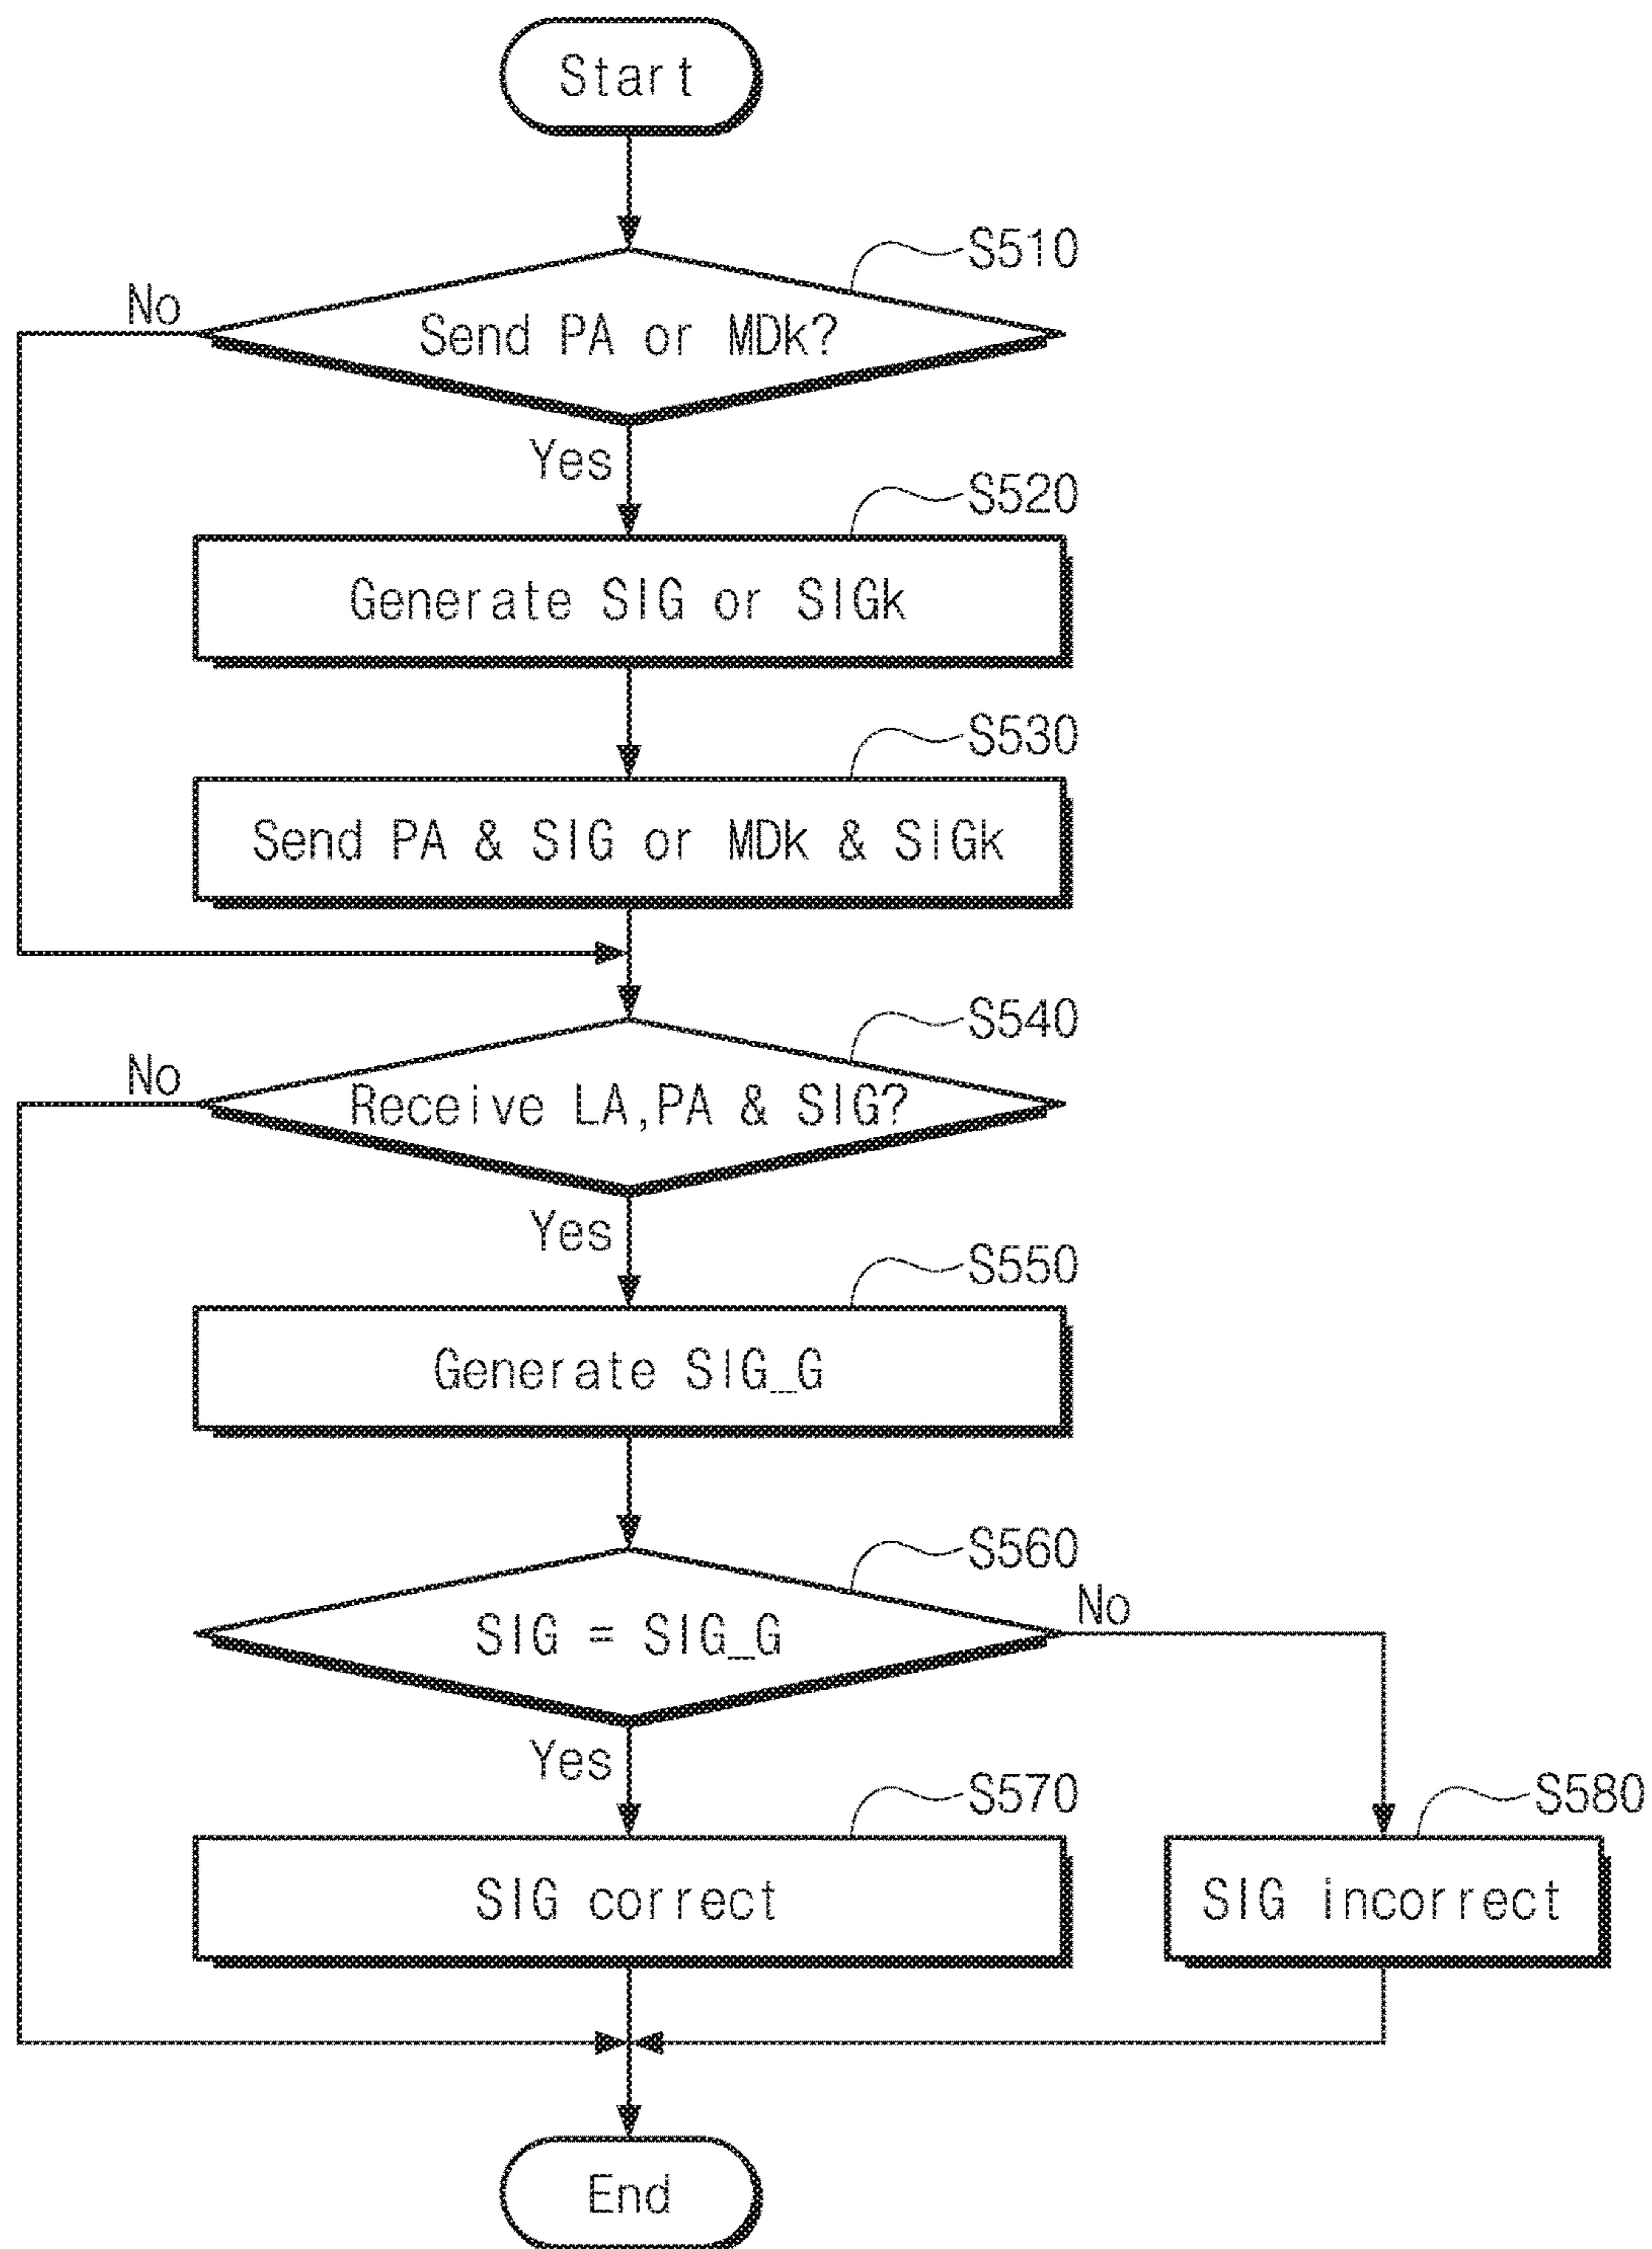 Start
S510
No
Send PA or MDk?
Yes
S520
Generate SIG or SIGk
S530
Send PA & SIG or MDk & SIGk
S540
No
Receive LA,PA & SIG?
Yes
S550
Generate SIG_G
S560
No
SIG = SIG_G
Yes
S570
S580
SIG correct
SIG incorrect
End